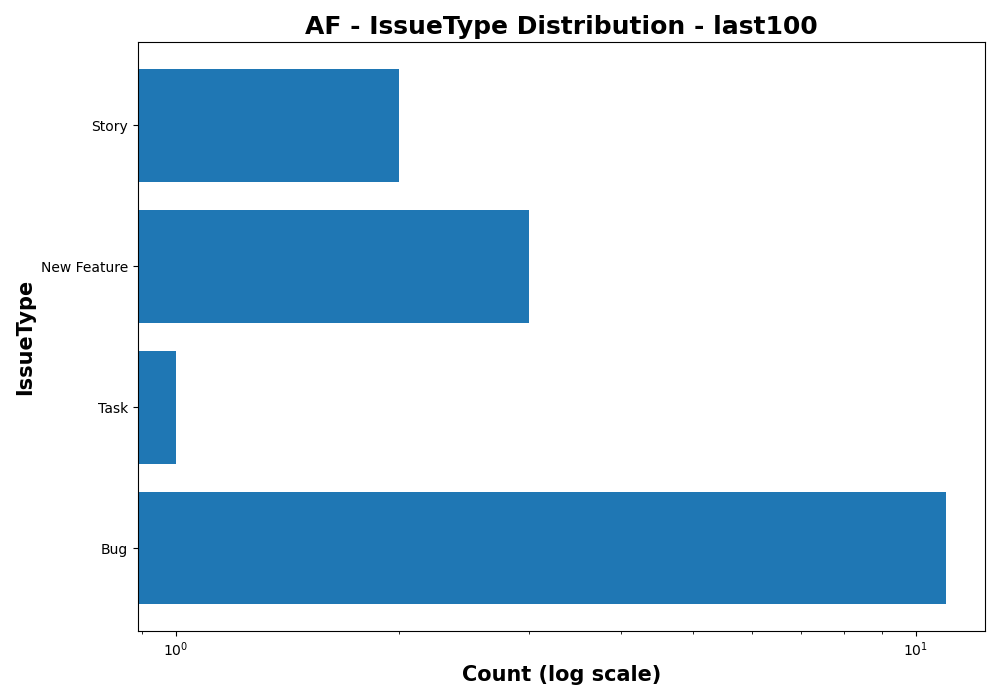 AF - IssueType Distribution - last100
Story
New Feature
Task
Bug
IssueType
10⁰
10¹
Count (log scale)